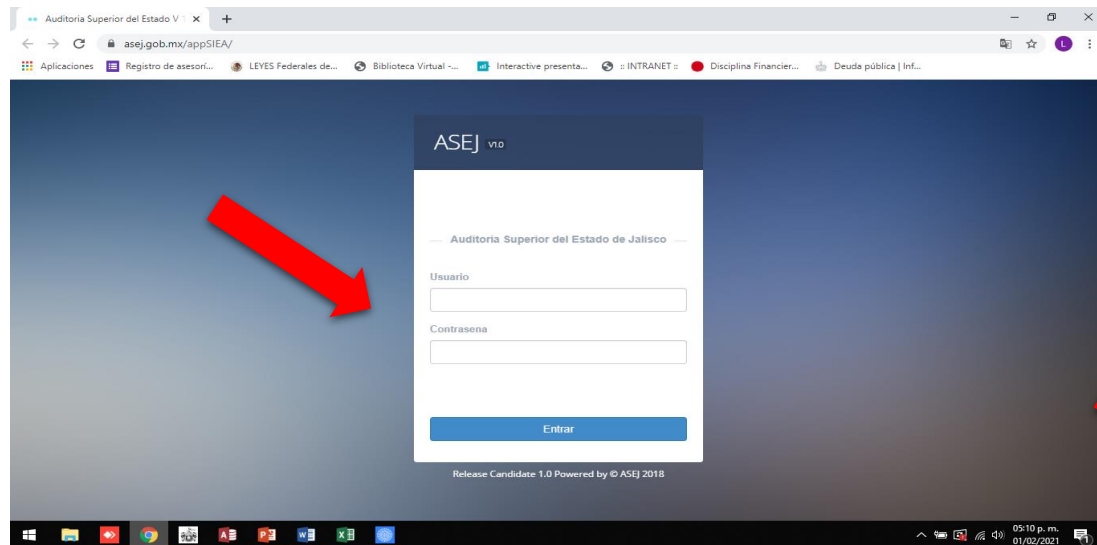 Auditoria Superior del Estado V 1
asej.gob.mx/appSIEA/
L
Aplicaciones Registro de asesorí... LEYES Federales de... Biblioteca Virtual -... Interactive presenta... :: INTRANET :: Disciplina Financier... Deuda pública | Inf...
ASEJ V1.0
Auditoria Superior del Estado de Jalisco
Usuario
Contrasena
Entrar
Release Candidate 1.0 Powered by © ASEJ 2018
05:10 p. m.
01/02/2021